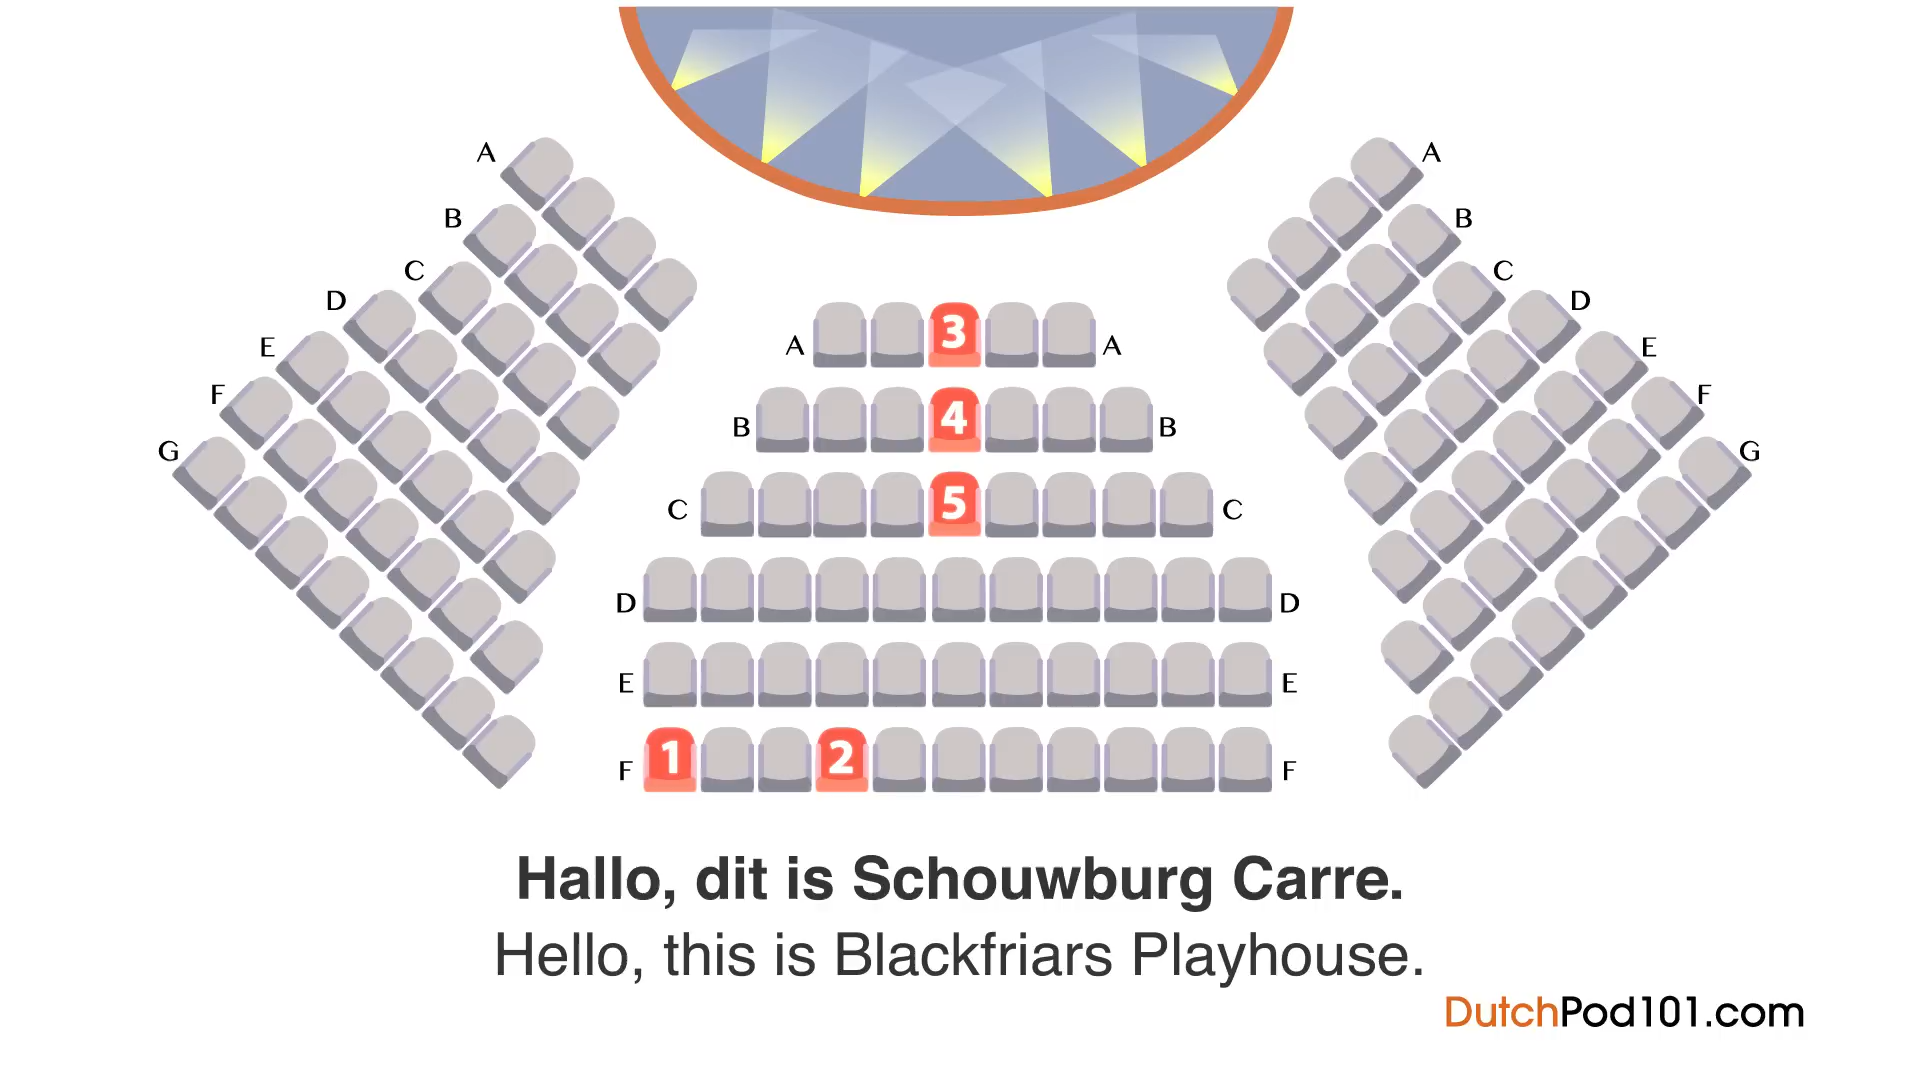 A
B
C
D
E
F
G
A
B
C
D
E
F
G
A 3 A
B 4 B
C 5 C
D D
E E
F 1 2 F
Hallo, dit is Schouwburg Carre.
Hello, this is Blackfriars Playhouse.
DutchPod101.com